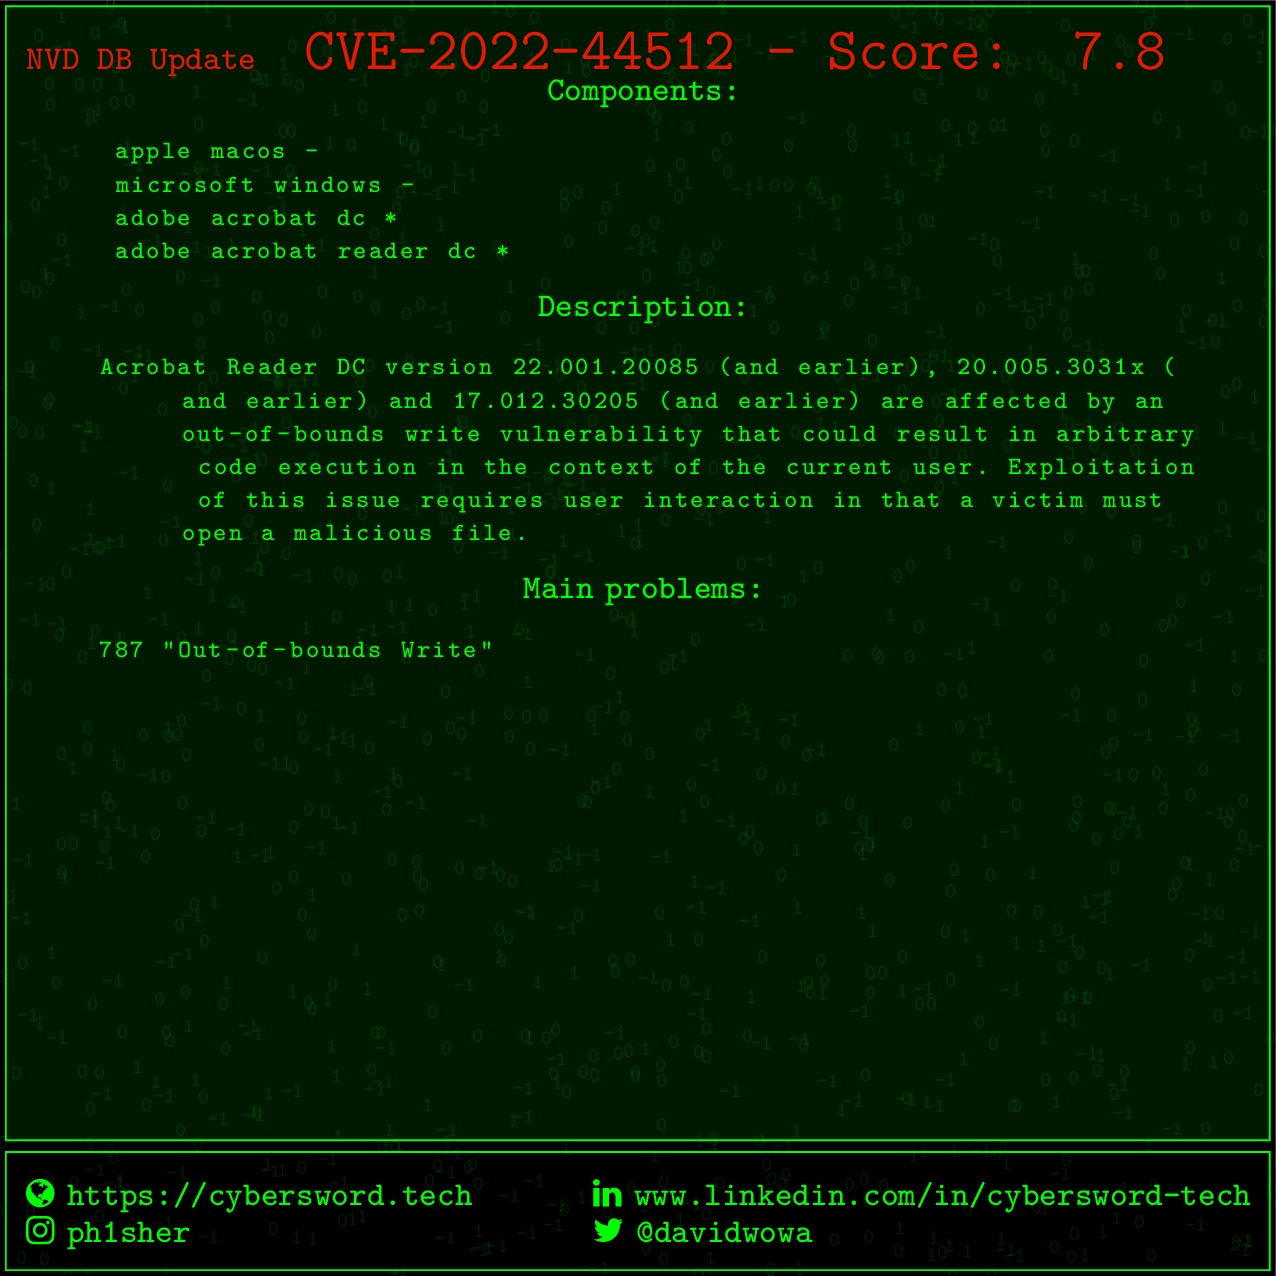 NVD DB Update CVE-2022-44512 - Score: 7.8
Components:
apple macos -
microsoft windows -
adobe acrobat dc *
adobe acrobat reader dc *
Description:
Acrobat Reader DC version 22.001.20085 (and earlier), 20.005.3031x (
and earlier) and 17.012.30205 (and earlier) are affected by an
out-of-bounds write vulnerability that could result in arbitrary
code execution in the context of the current user. Exploitation
of this issue requires user interaction in that a victim must
open a malicious file.
Main problems:
787 "Out-of-bounds Write"
https://cybersword.tech
www.linkedin.com/in/cybersword-tech
ph1sher
@davidwowa